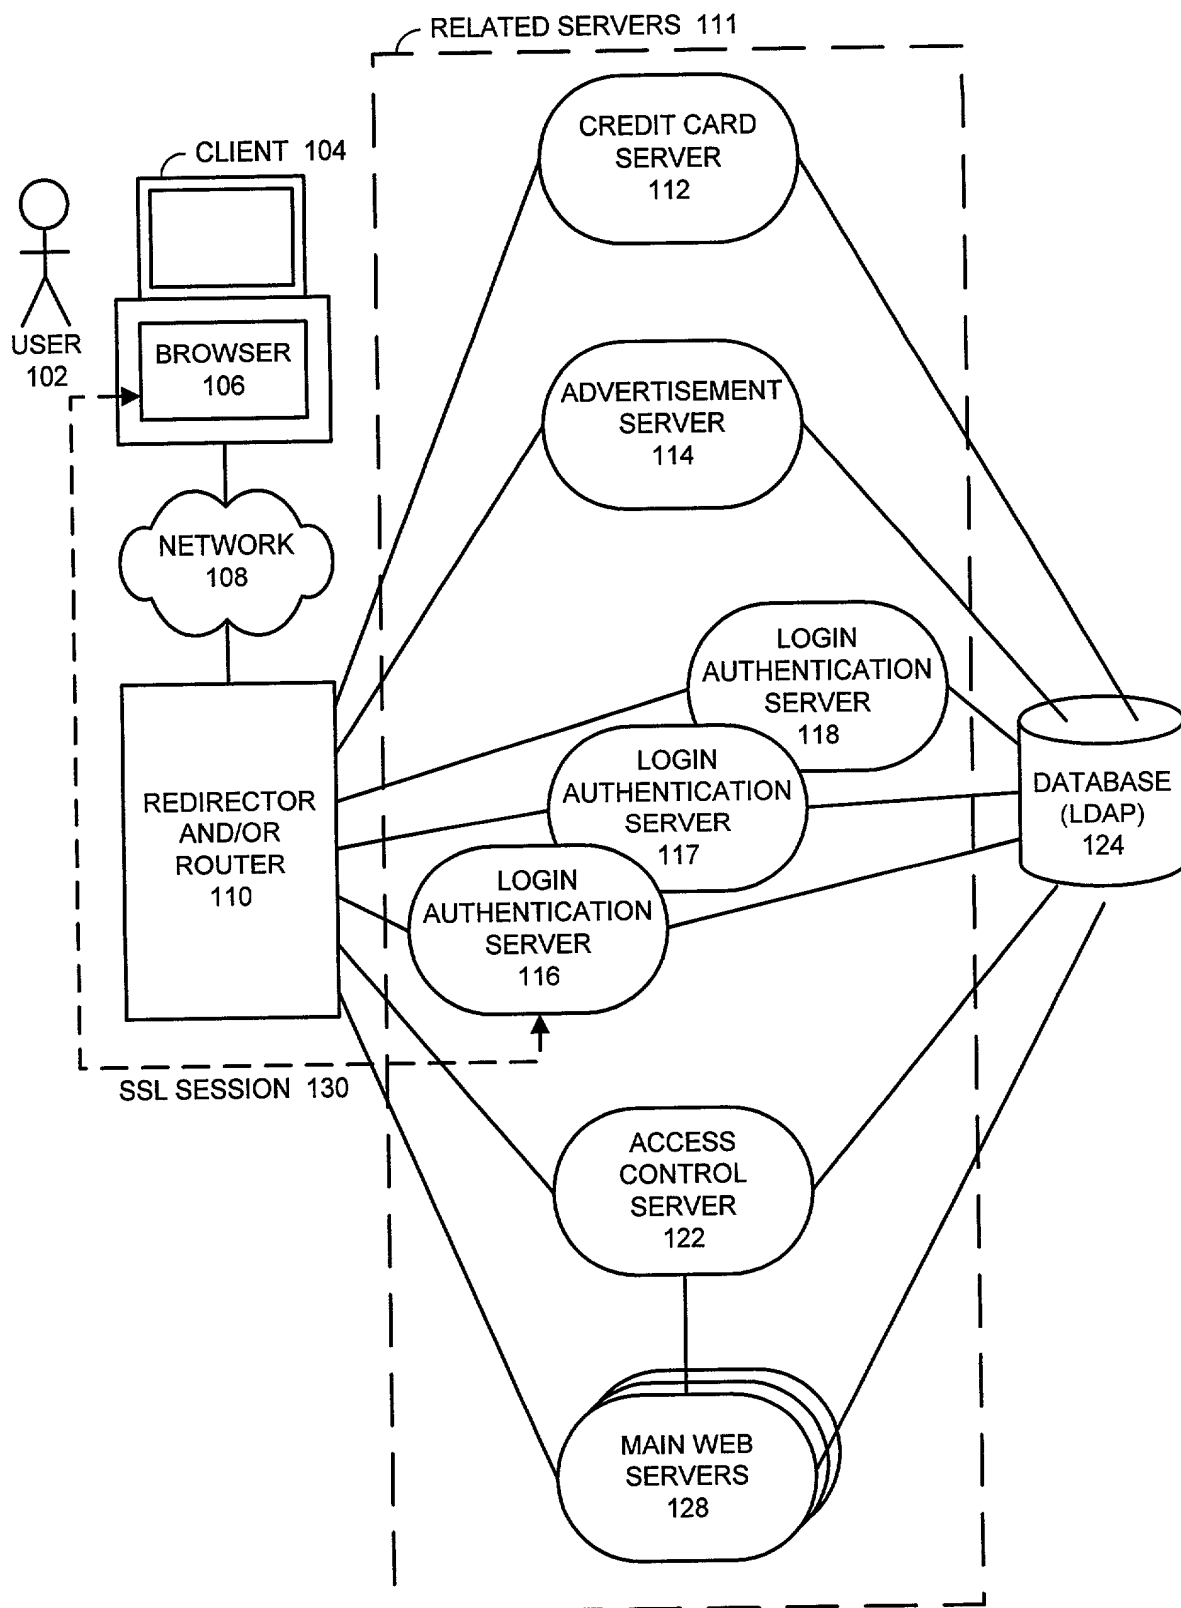 RELATED SERVERS 111
CREDIT CARD
SERVER
112
CLIENT 104
USER
102
BROWSER
106
ADVERTISEMENT
SERVER
114
NETWORK
108
LOGIN
AUTHENTICATION
SERVER
118
LOGIN
AUTHENTICATION
SERVER
117
LOGIN
AUTHENTICATION
SERVER
116
REDIRECTOR
AND/OR
ROUTER
110
DATABASE
(LDAP)
124
SSL SESSION 130
ACCESS
CONTROL
SERVER
122
MAIN WEB
SERVERS
128